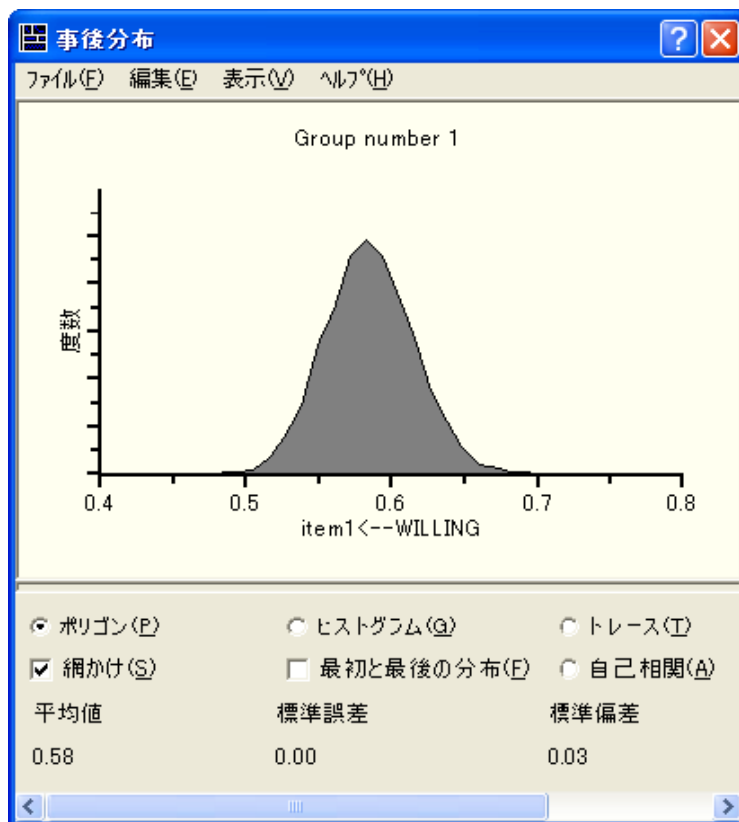 事後分布
ファイル(F) 編集(E) 表示(V) ヘルプ(H)
Group number 1
度数
0.4 0.5 0.6 0.7 0.8
item1<--WILLING
ポリゴン(P) ヒストグラム(G) トレース(T)
網かけ(S) 最初と最後の分布(F) 自己相関(A)
平均値 標準誤差 標準偏差
0.58 0.00 0.03